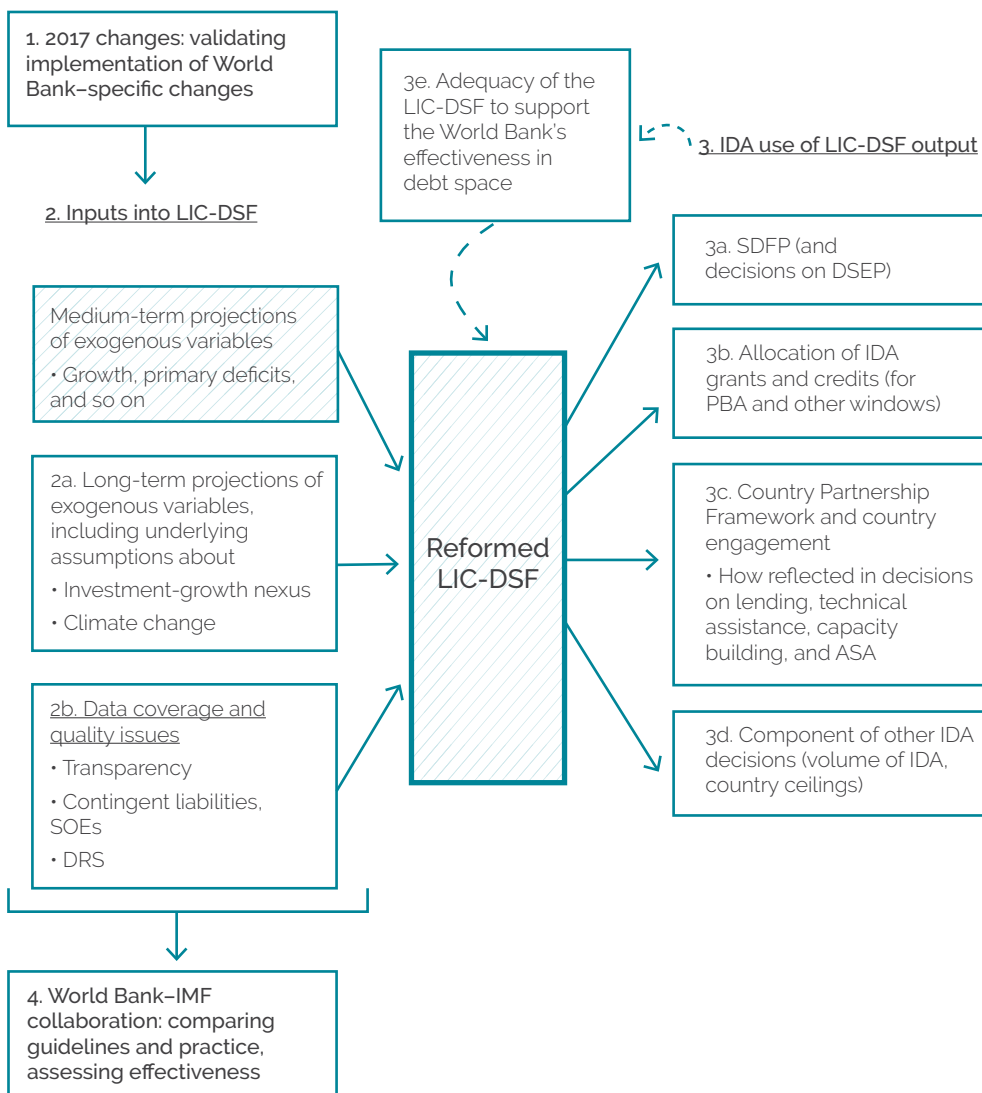 1. 2017 changes: validating
implementation of World
Bank–specific changes
2. Inputs into LIC-DSF
Medium-term projections
of exogenous variables
• Growth, primary deficits,
and so on
2a. Long-term projections of
exogenous variables,
including underlying
assumptions about
• Investment-growth nexus
• Climate change
2b. Data coverage and
quality issues
• Transparency
• Contingent liabilities,
SOEs
• DRS
4. World Bank–IMF
collaboration: comparing
guidelines and practice,
assessing effectiveness
3e. Adequacy of the
LIC-DSF to support
the World Bank's
effectiveness in
debt space
Reformed
LIC-DSF
3. IDA use of LIC-DSF output
3a. SDFP (and
decisions on DSEP)
3b. Allocation of IDA
grants and credits (for
PBA and other windows)
3c. Country Partnership
Framework and country
engagement
• How reflected in decisions
on lending, technical
assistance, capacity
building, and ASA
3d. Component of other IDA
decisions (volume of IDA,
country ceilings)